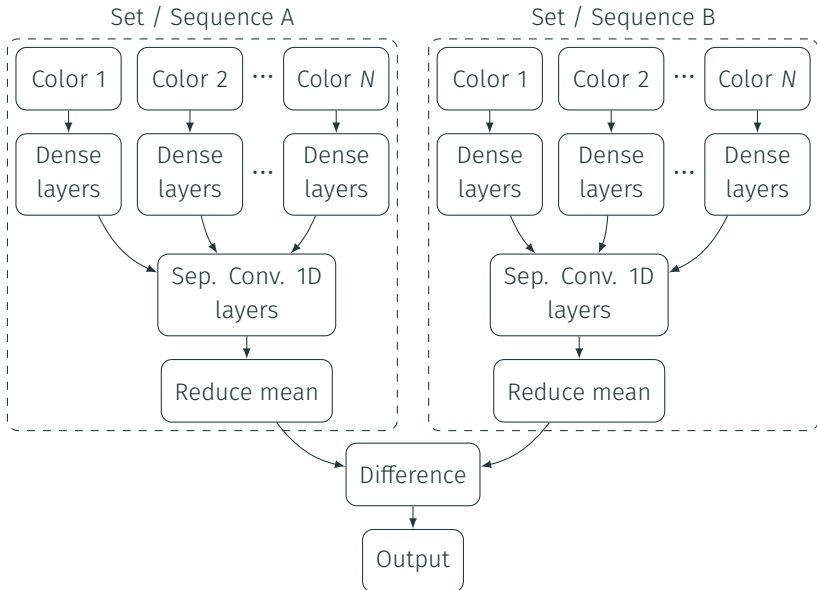 Set / Sequence A
Set / Sequence B
Color 1
Color 2
...
Color N
Color 1
Color 2
...
Color N
Dense
layers
Dense
layers
...
Dense
layers
Dense
layers
Dense
layers
...
Dense
layers
Sep. Conv. 1D
layers
Sep. Conv. 1D
layers
Reduce mean
Reduce mean
Difference
Output